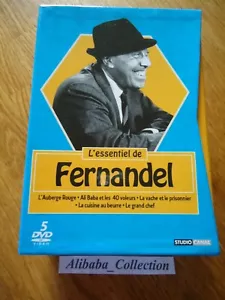 L'essentiel de
Fernandel
L'Auberge Rouge • Ali Baba et les 40 voleurs • La vache et le prisonnier
• La cuisine au beurre • Le grand chef
5
DVD
VIDEO
STUDIO CANAL
Alibaba_Collection